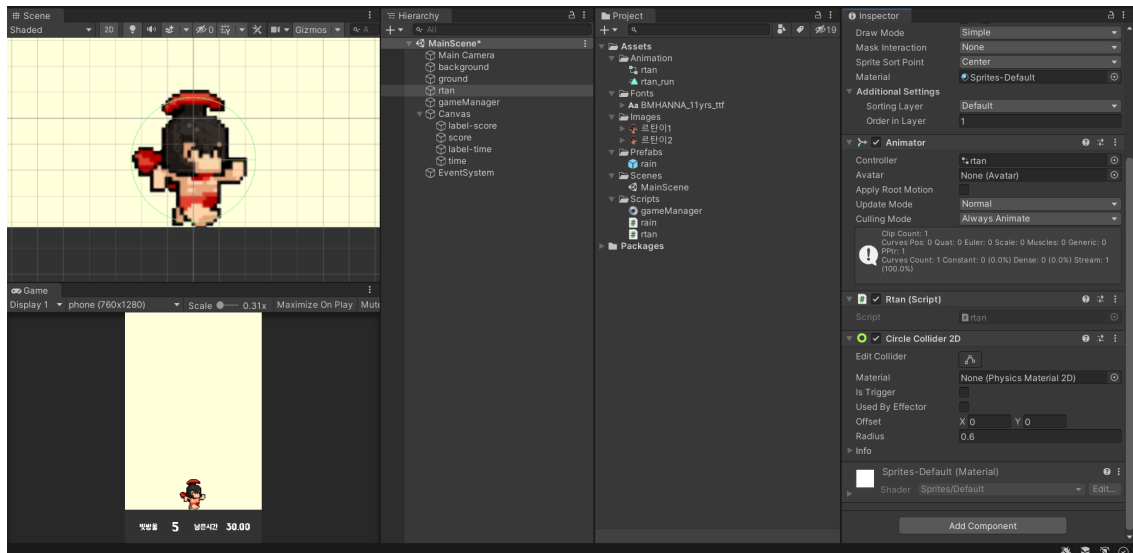 Scene
Shaded
2D
0
Gizmos
A
Game
Display 1
phone (760x1280)
Scale
0.31x
Maximize On Play
Mute
빗방울
5
남은시간
30.00
Hierarchy
All
MainScene*
Main Camera
background
ground
rtan
gameManager
Canvas
label-score
score
label-time
time
EventSystem
Project
19
Assets
Animation
rtan
rtan_run
Fonts
Aa BMHANNA_11yrs_ttf
Images
르탄이1
르탄이2
Prefabs
rain
Scenes
MainScene
Scripts
gameManager
rain
rtan
Packages
Inspector
Draw Mode Simple
Mask Interaction None
Sprite Sort Point Center
Material Sprites-Default
Additional Settings
Sorting Layer Default
Order in Layer 1
Animator
Controller rtan
Avatar None (Avatar)
Apply Root Motion
Update Mode Normal
Culling Mode Always Animate
Clip Count: 1
Curves Pos: 0 Quat: 0 Euler: 0 Scale: 0 Muscles: 0 Generic: 0
PPtr: 1
Curves Count: 1 Constant: 0 (0.0%) Dense: 0 (0.0%) Stream: 1
(100.0%)
Rtan (Script)
Script rtan
Circle Collider 2D
Edit Collider
Material None (Physics Material 2D)
Is Trigger
Used By Effector
Offset X 0 Y 0
Radius 0.6
Info
Sprites-Default (Material)
Shader Sprites/Default Edit...
Add Component